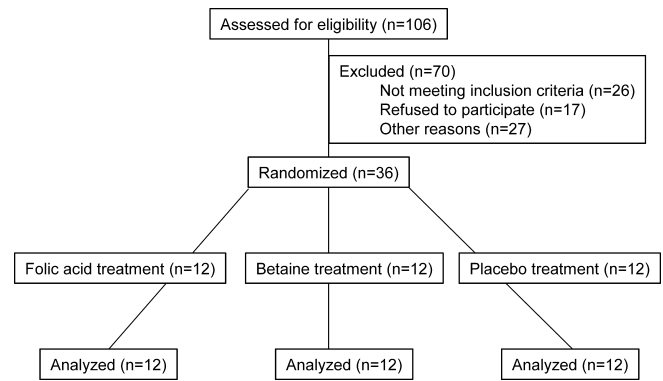 Assessed for eligibility (n=106)
Excluded (n=70)
Not meeting inclusion criteria (n=26)
Refused to participate (n=17)
Other reasons (n=27)
Randomized (n=36)
Folic acid treatment (n=12)
Betaine treatment (n=12)
Placebo treatment (n=12)
Analyzed (n=12)
Analyzed (n=12)
Analyzed (n=12)